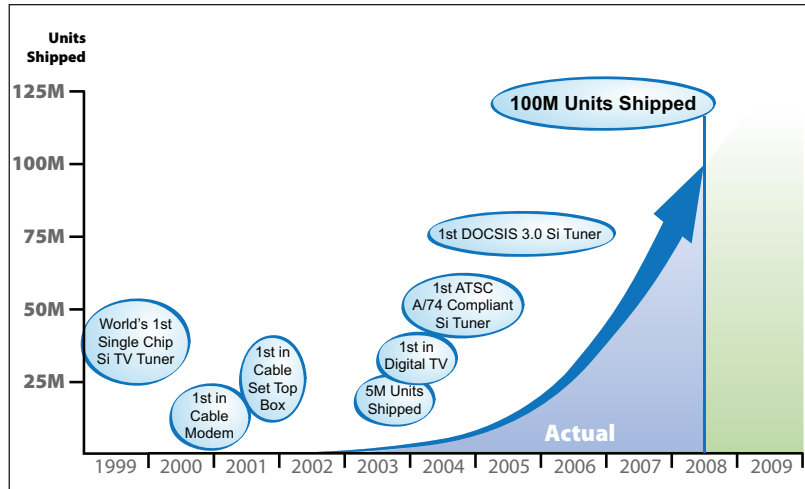 Units
Shipped
125M
100M
75M
50M
25M
100M Units Shipped
1st DOCSIS 3.0 Si Tuner
1st ATSC
A/74 Compliant
Si Tuner
World's 1st
Single Chip
Si TV Tuner
1st in
Cable
Set Top
Box
1st in
Digital TV
5M Units
Shipped
1st in
Cable
Modem
Actual
1999 2000 2001 2002 2003 2004 2005 2006 2007 2008 2009